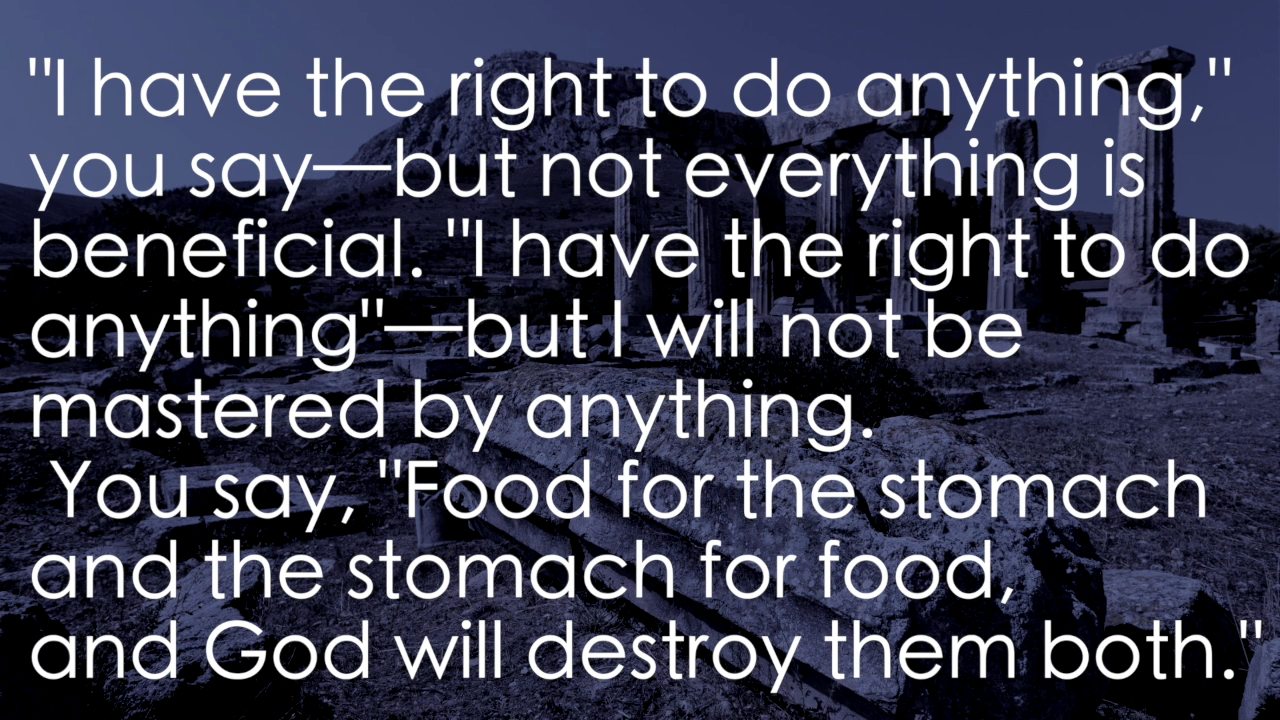 "I have the right to do anything,"
you say—but not everything is
beneficial. "I have the right to do
anything"—but I will not be
mastered by anything.
You say, "Food for the stomach
and the stomach for food,
and God will destroy them both."